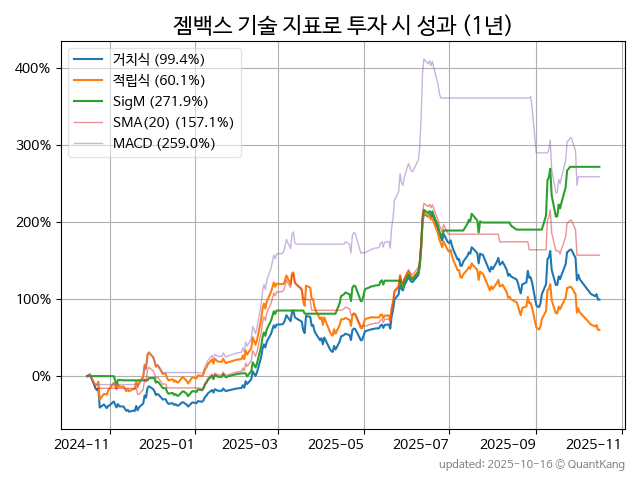 젬백스 기술 지표로 투자 시 성과 (1년)
거치식 (99.4%)
적립식 (60.1%)
SigM (271.9%)
SMA(20) (157.1%)
MACD (259.0%)
400%
300%
200%
100%
0%
2024-11
2025-01
2025-03
2025-05
2025-07
2025-09
2025-11
updated: 2025-10-16 © QuantKang